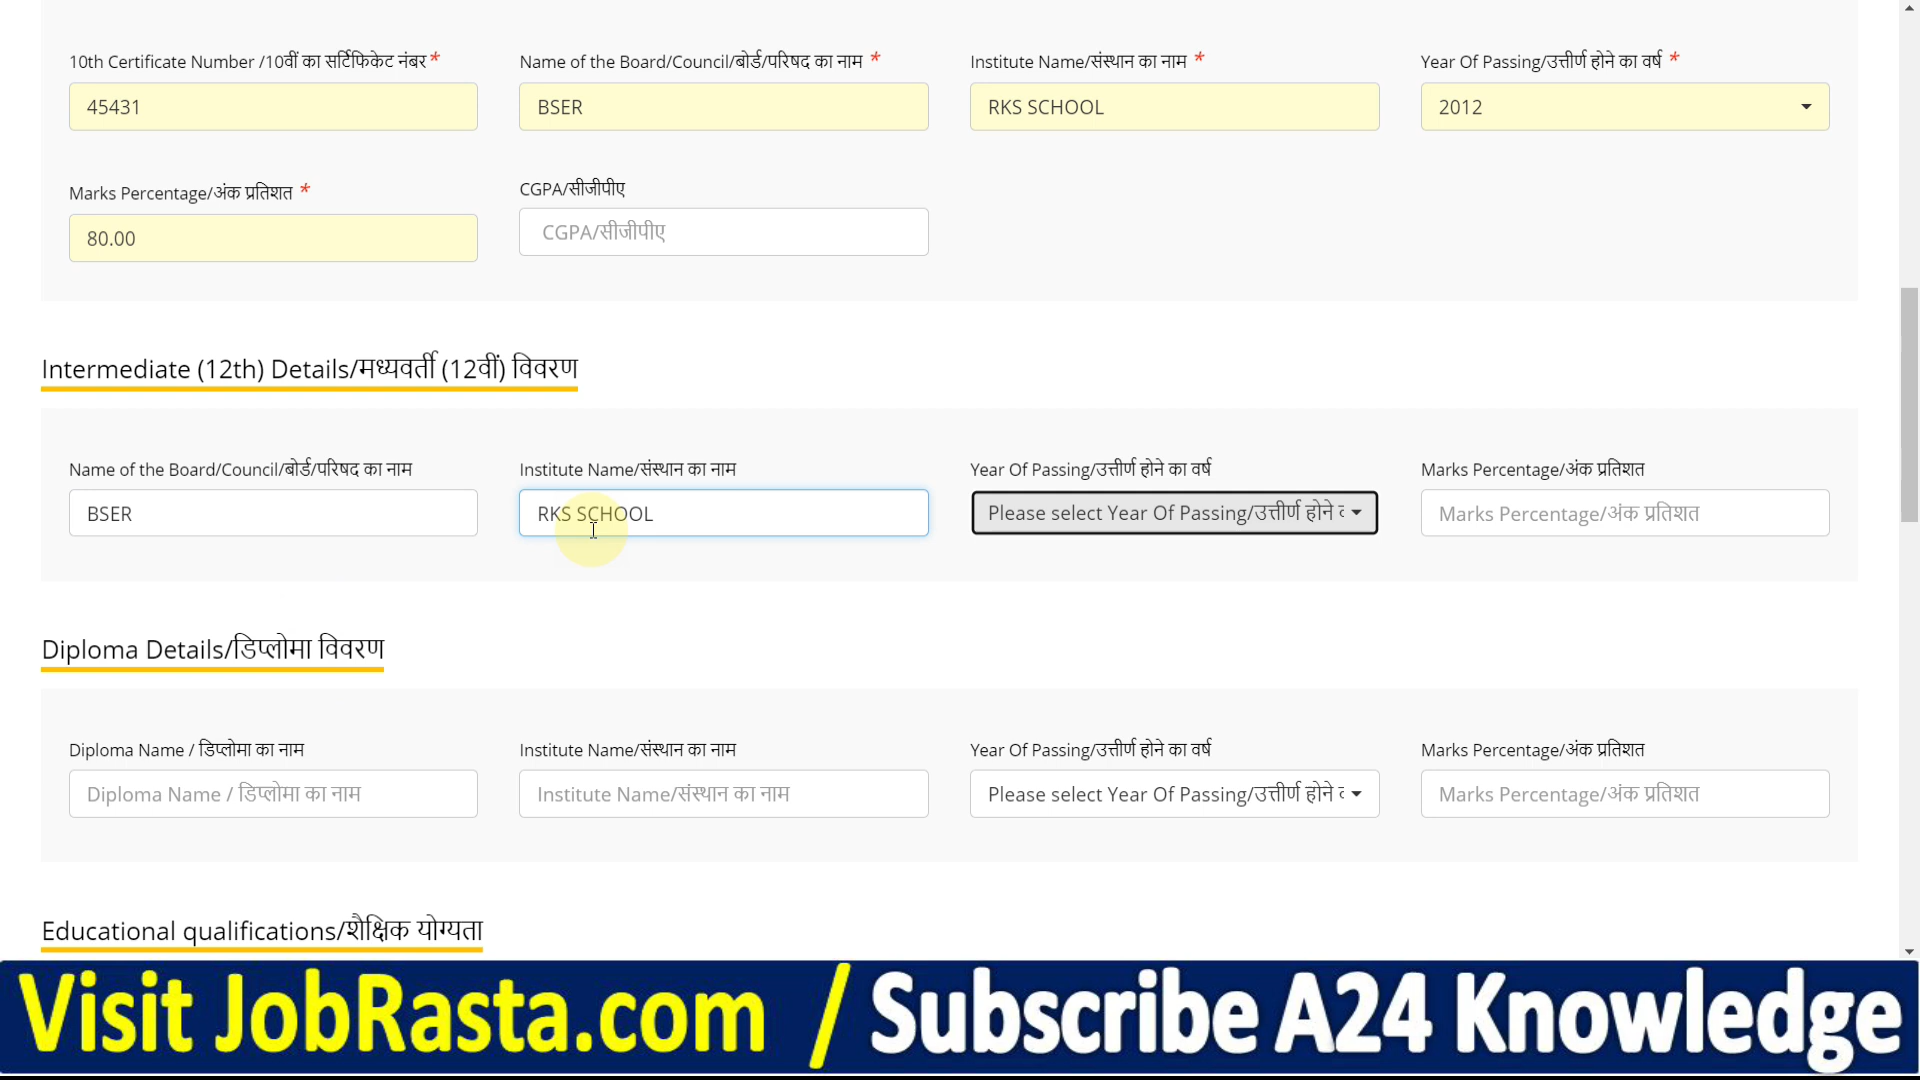 10th Certificate Number /10वीं का सर्टिफिकेट नंबर*
Name of the Board/Council/बोर्ड/परिषद का नाम *
Institute Name/संस्थान का नाम *
Year Of Passing/उत्तीर्ण होने का वर्ष *
45431
BSER
RKS SCHOOL
2012
Marks Percentage/अंक प्रतिशत *
CGPA/सीजीपीए
80.00
CGPA/सीजीपीए
Intermediate (12th) Details/मध्यवर्ती (12वीं) विवरण
Name of the Board/Council/बोर्ड/परिषद का नाम
Institute Name/संस्थान का नाम
Year Of Passing/उत्तीर्ण होने का वर्ष
Marks Percentage/अंक प्रतिशत
BSER
RKS SCHOOL
Please select Year Of Passing/उत्तीर्ण होने
Marks Percentage/अंक प्रतिशत
Diploma Details/डिप्लोमा विवरण
Diploma Name / डिप्लोमा का नाम
Institute Name/संस्थान का नाम
Year Of Passing/उत्तीर्ण होने का वर्ष
Marks Percentage/अंक प्रतिशत
Diploma Name / डिप्लोमा का नाम
Institute Name/संस्थान का नाम
Please select Year Of Passing/उत्तीर्ण होने
Marks Percentage/अंक प्रतिशत
Educational qualifications/शैक्षिक योग्यता
Visit JobRasta.com / Subscribe A24 Knowledge